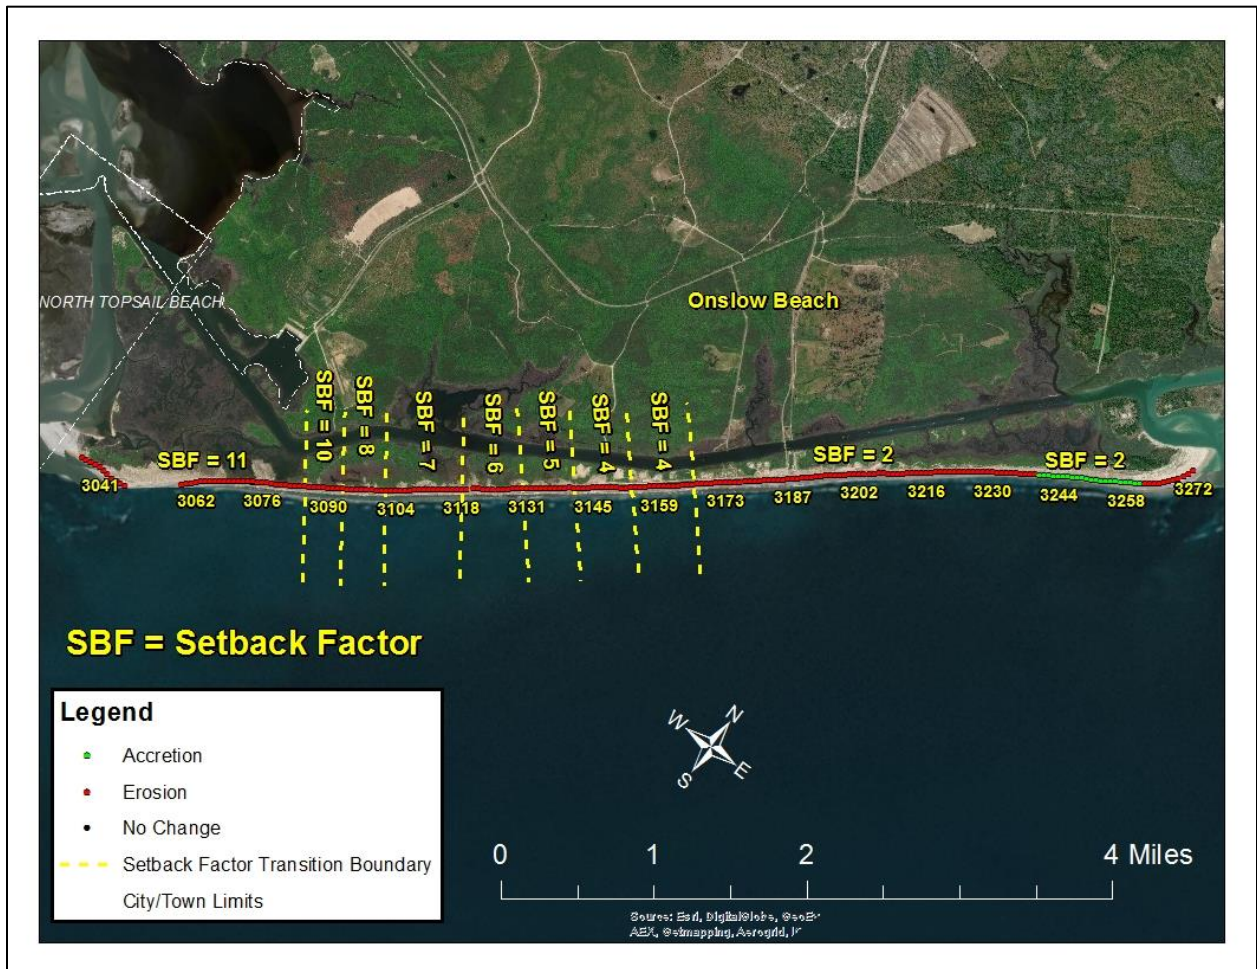 NORTH TOPSAIL BEACH
Onslow Beach
SBF = 11
SBF = 10
SBF = 8
SBF = 7
SBF = 6
SBF = 5
SBF = 4
SBF = 4
SBF = 2
SBF = 2
3041
3062
3076
3090
3104
3118
3131
3145
3159
3173
3187
3202
3216
3230
3244
3258
3272
SBF = Setback Factor
Legend
Accretion
Erosion
No Change
Setback Factor Transition Boundary
City/Town Limits
N
W
E
S
0 1 2 4 Miles
Source: Esri, DigitalGlobe, GeoEy
AEX, Getmapping, Aerogrid,